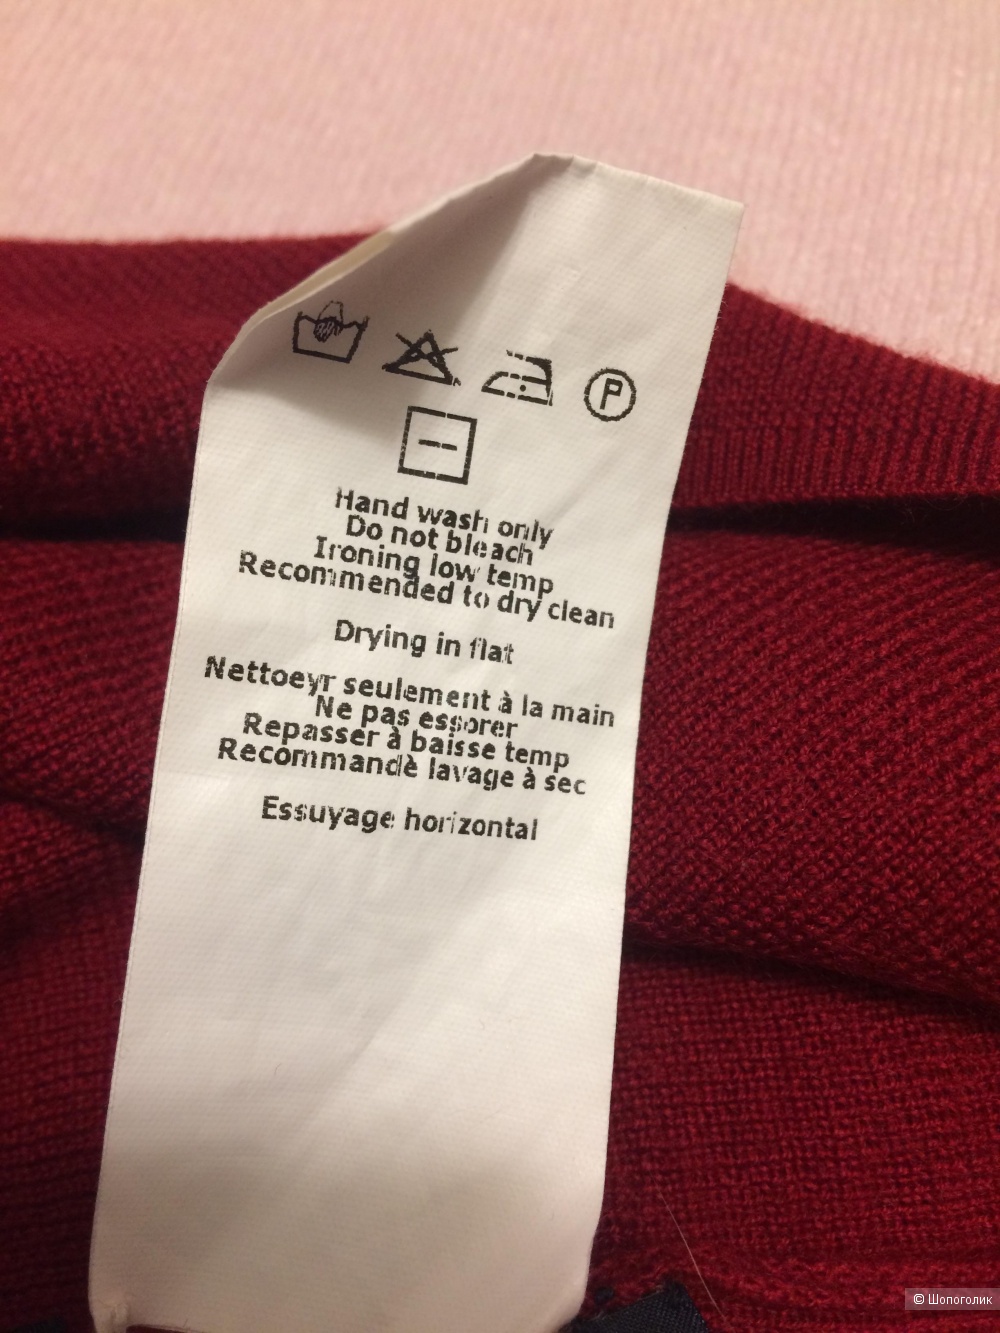 P
Hand wash only
Do not bleach
Ironing low temp
Recommended to dry clean
Drying in flat
Nettoeyr seulement à la main
Ne pas essorer
Repasser à baisse temp
Recommandè lavage à sec
Essuyage horizontal
© Шопоголик